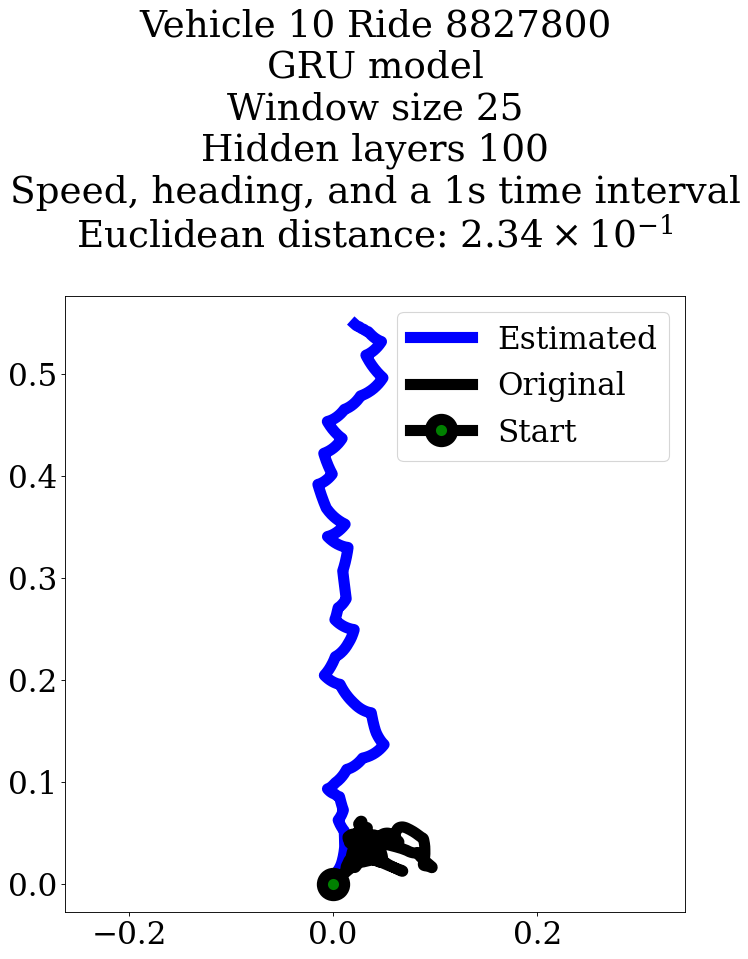 Vehicle 10 Ride 8827800
GRU model
Window size 25
Hidden layers 100
Speed, heading, and a 1s time interval
Euclidean distance: 2.34 × 10⁻¹
Estimated
Original
Start
0.5
0.4
0.3
0.2
0.1
0.0
−0.2
0.0
0.2